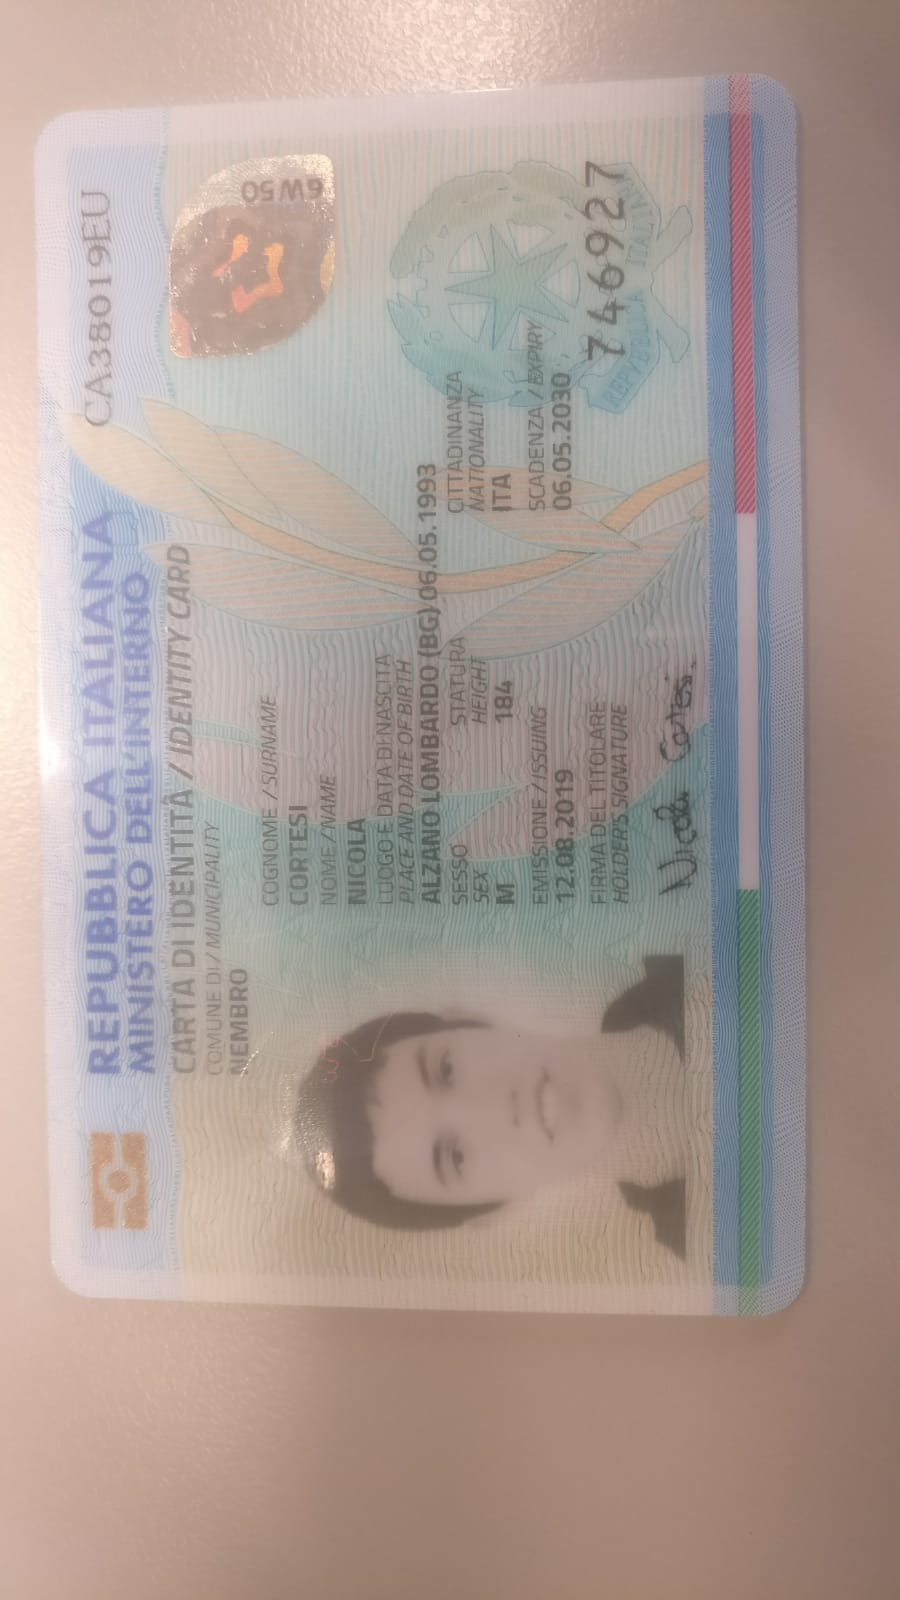 REPUBBLICA ITALIANA
CA38019EU
MINISTERO DELL'INTERNO
CARTA DI IDENTITÀ / IDENTITY CARD
COMUNE DI / MUNICIPALITY
NEMBRO
6W50
COGNOME / SURNAME
CORTESI
NOME / NAME
NICOLA
LUOGO E DATA DI NASCITA
PLACE AND DATE OF BIRTH
ALZANO LOMBARDO (BG) 06.05.1993
SESSO STATURA CITTADINANZA
SEX HEIGHT NATIONALITY
M 184 ITA
EMISSIONE / ISSUING SCADENZA / EXPIRY
12.08.2019 06.05.2030
FIRMA DEL TITOLARE
HOLDER'S SIGNATURE
746927
REPVBBLICA ITALIANA
Nicola Cortesi